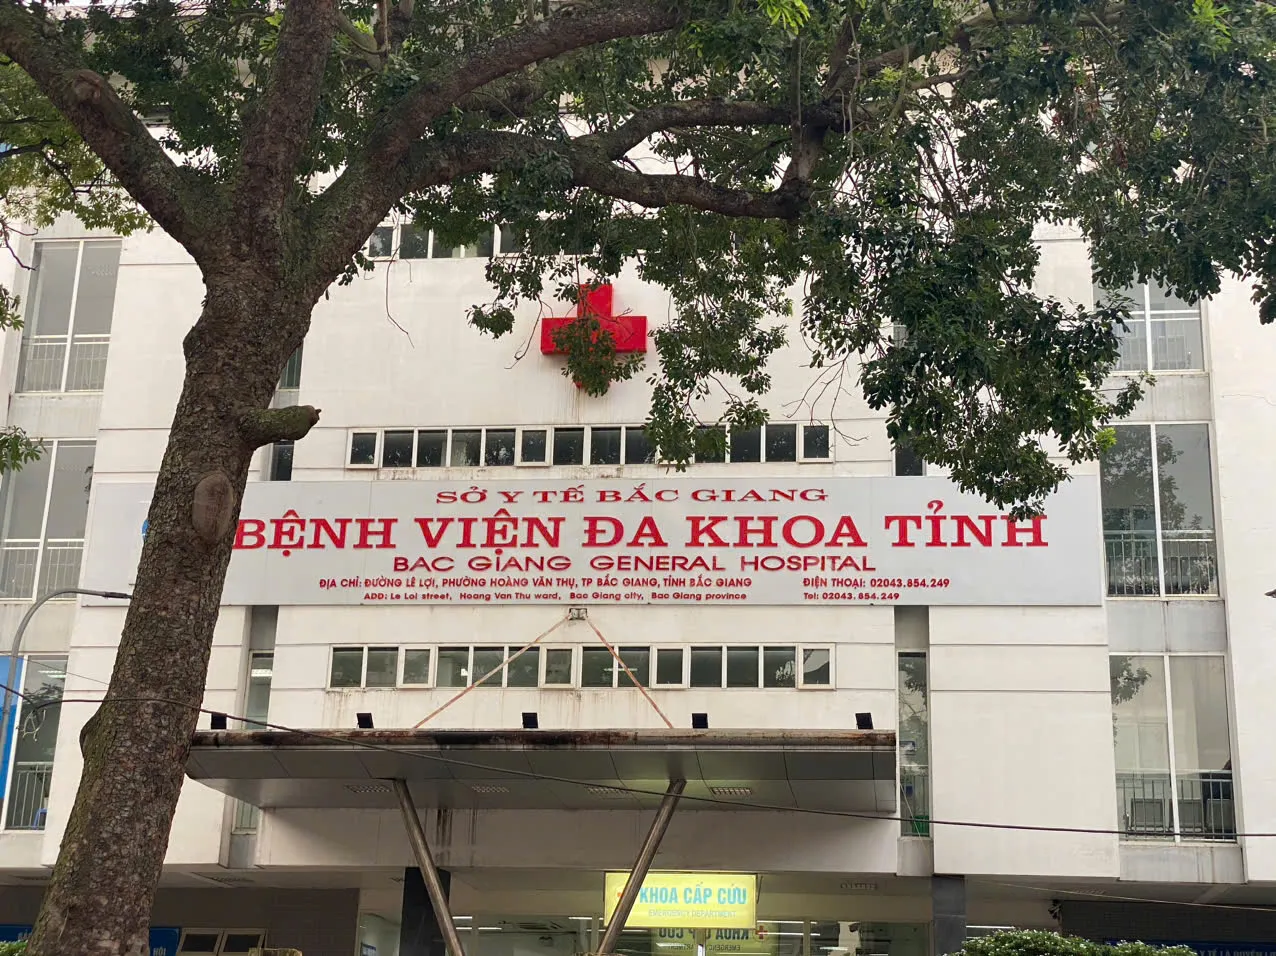 SỞ Y TẾ BẮC GIANG
BỆNH VIỆN ĐA KHOA TỈNH
BAC GIANG GENERAL HOSPITAL
ĐỊA CHỈ: ĐƯỜNG LÊ LỢI, PHƯỜNG HOÀNG VĂN THỤ, TP BẮC GIANG, TỈNH BẮC GIANG ĐIỆN THOẠI: 02043.854.249
ADD: Le Loi street, Hoang Van Thu ward, Bac Giang city, Bac Giang province Tel: 02043.854.249
KHOA CẤP CỨU
EMERGENCY DEPARTMENT